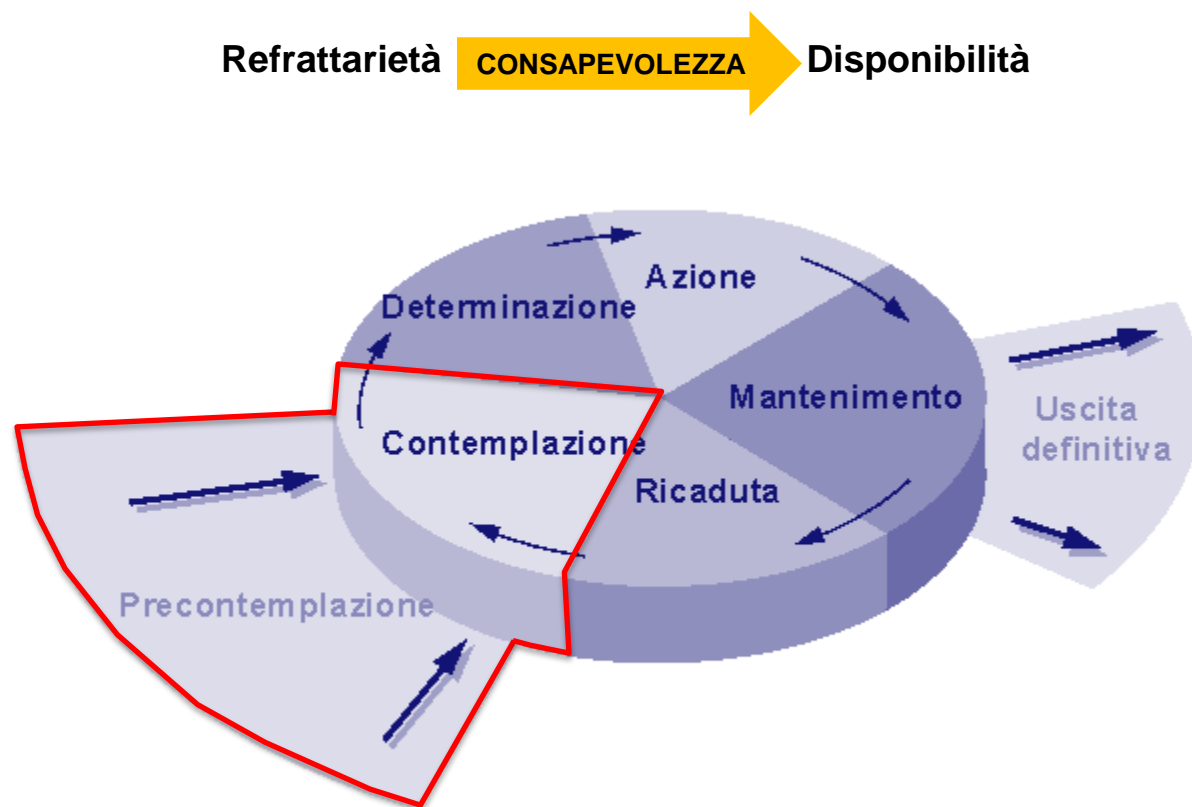 Refrattarietà CONSAPEVOLEZZA Disponibilità
Azione
Determinazione
Mantenimento
Uscita
definitiva
Contemplazione
Ricaduta
Precontemplazione